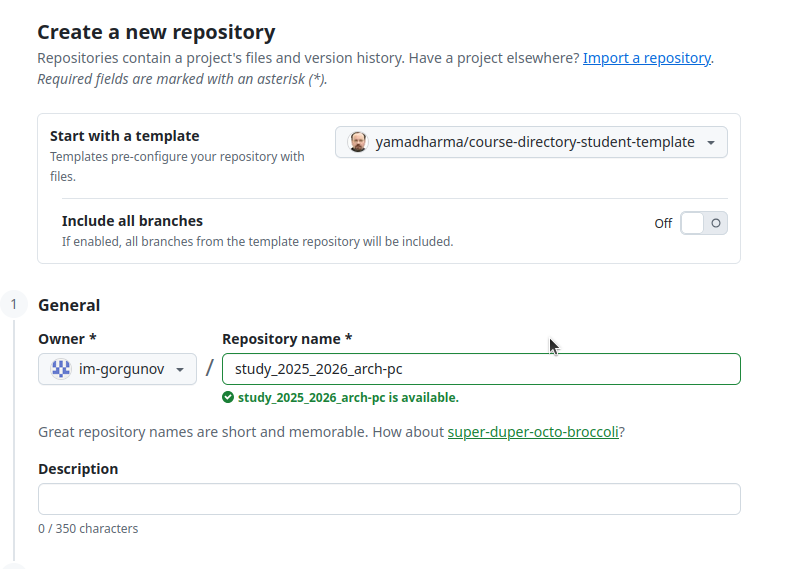 Create a new repository
Repositories contain a project's files and version history. Have a project elsewhere? Import a repository.
Required fields are marked with an asterisk (*).
Start with a template
Templates pre-configure your repository with
files.
yamadharma/course-directory-student-template
Include all branches
If enabled, all branches from the template repository will be included.
Off
1
General
Owner *
Repository name *
im-gorgunov
/
study_2025_2026_arch-pc
study_2025_2026_arch-pc is available.
Great repository names are short and memorable. How about super-duper-octo-broccoli?
Description
0 / 350 characters